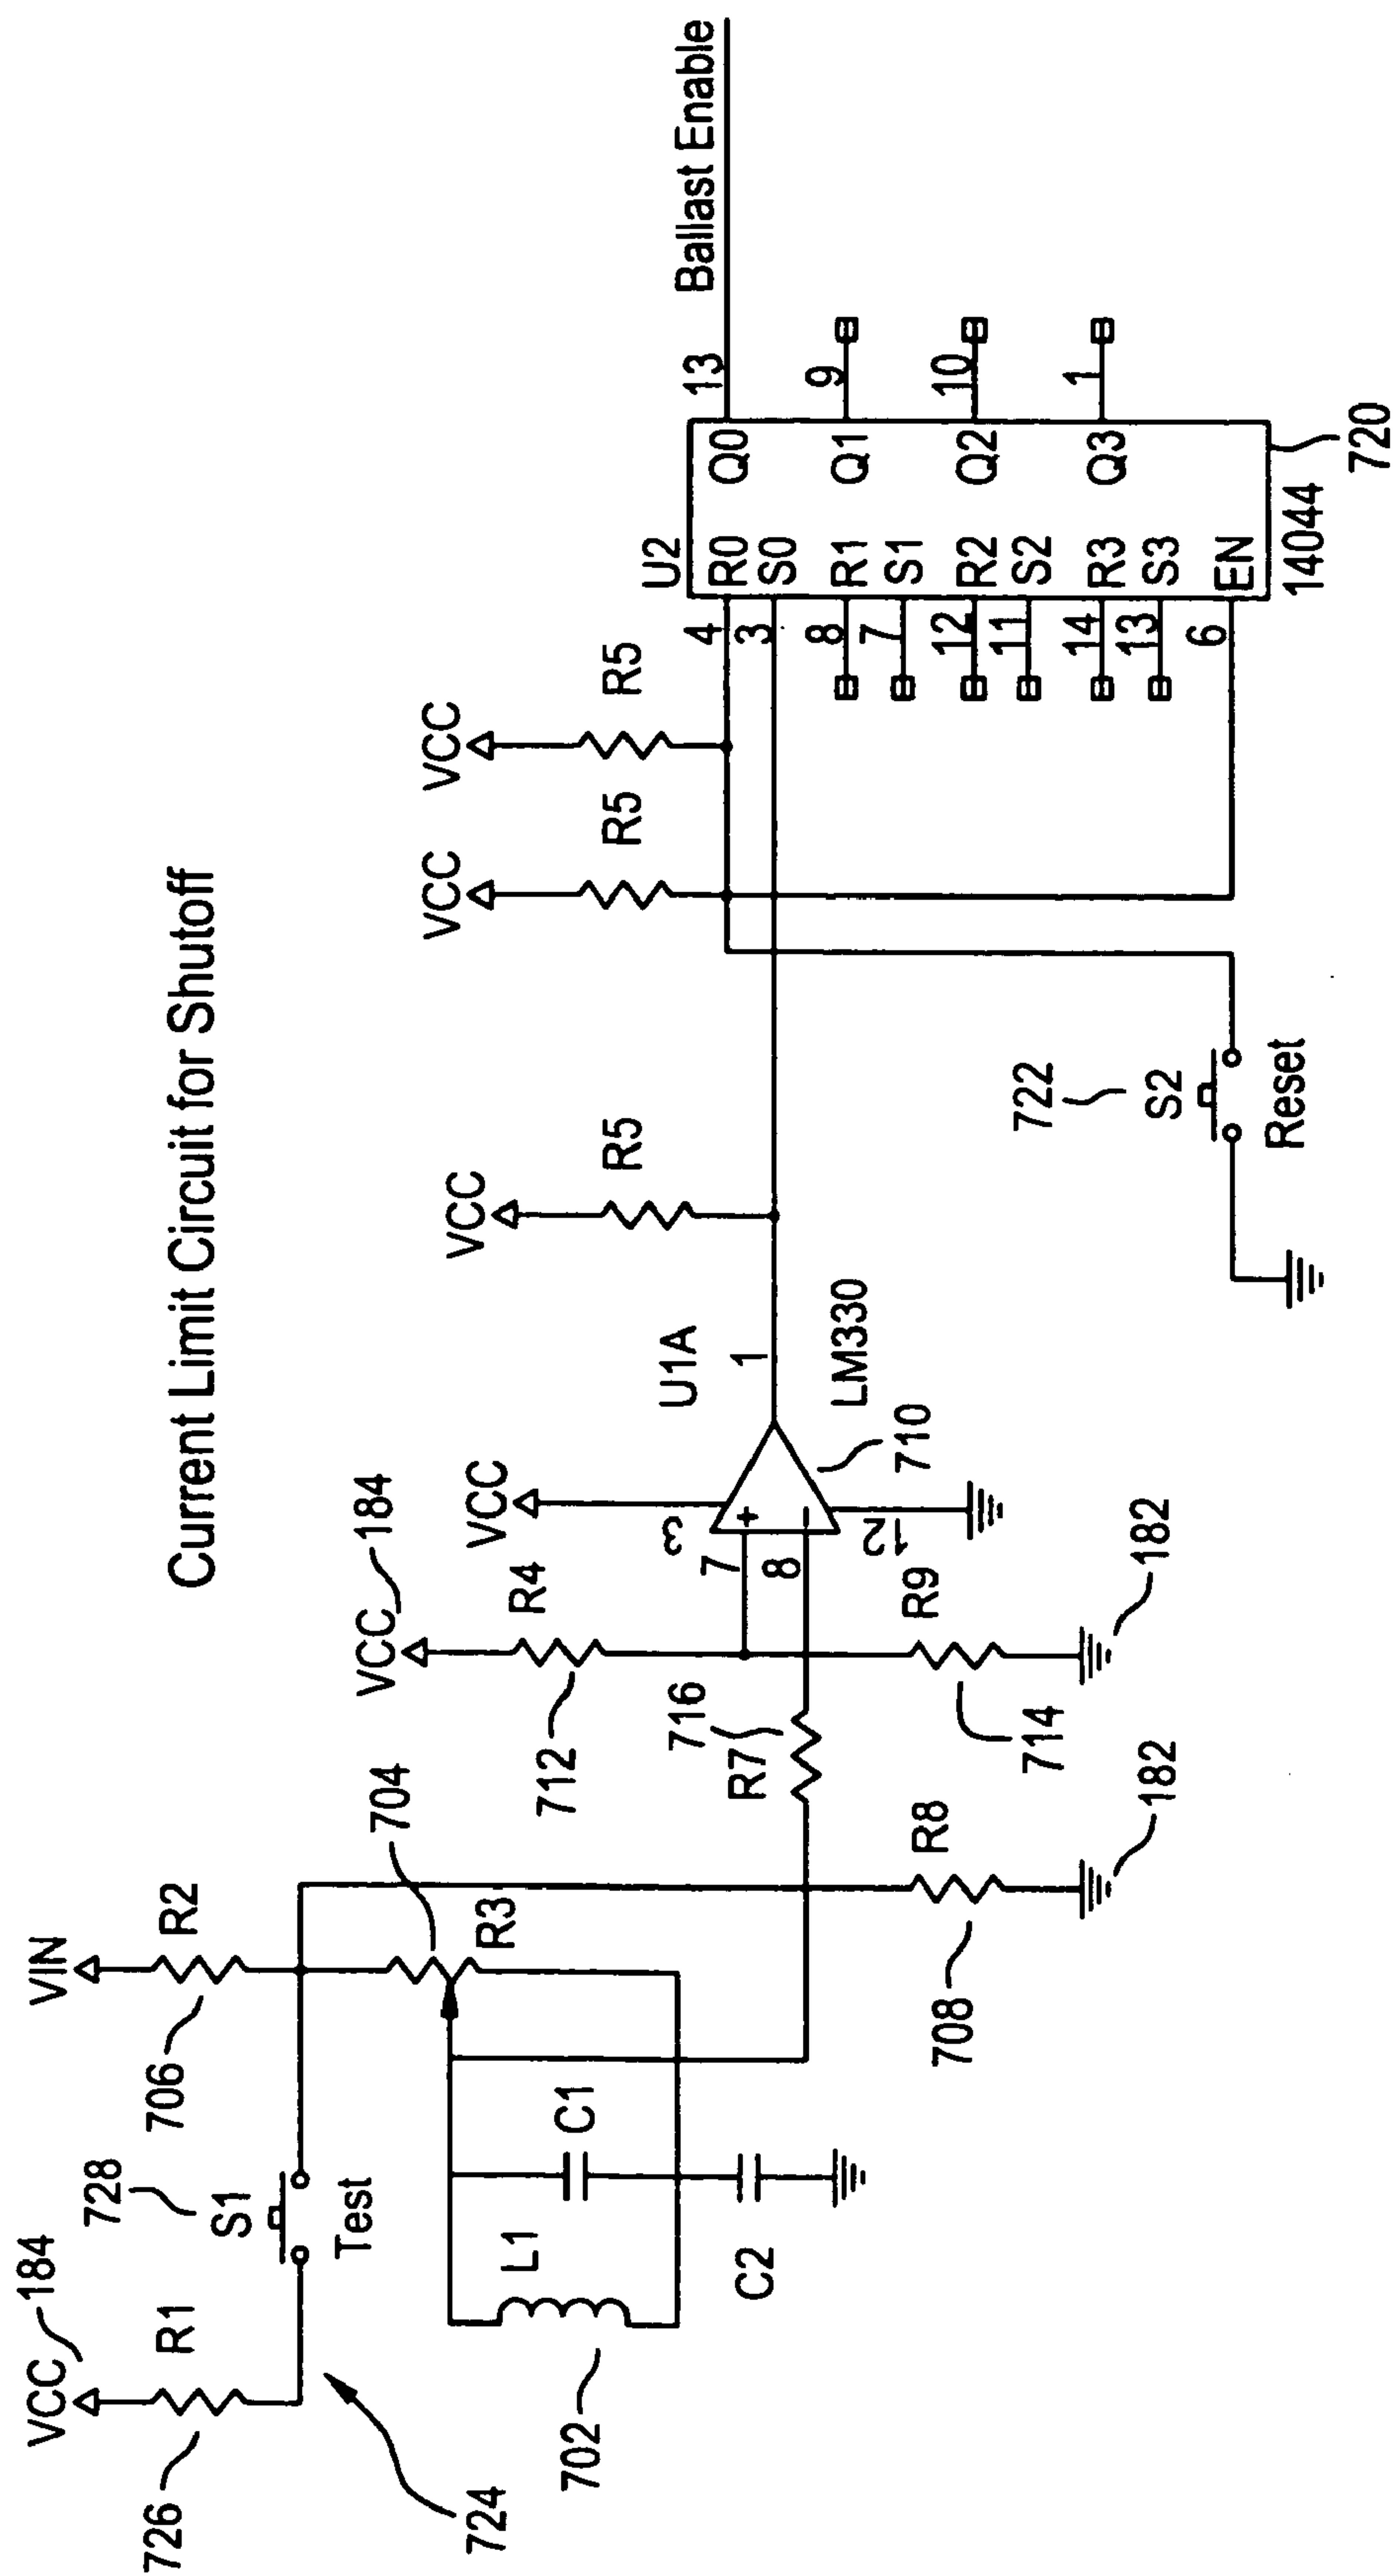 Current Limit Circuit for Shutoff
VCC
184
R1
726
724
728
S1
Test
VIN
R2
706
704
R3
L1
702
C1
C2
R8
708
182
VCC
184
R4
712
716
R7
R9
714
182
VCC
3
7
8
+
−
12
710
U1A
1
LM330
VCC
R5
VCC
R5
VCC
R5
722
S2
Reset
U2
4
R0
3
S0
8
R1
7
S1
12
R2
11
S2
14
R3
13
S3
6
EN
Q0
13
Q1
9
Q2
10
Q3
1
14044
720
Ballast Enable